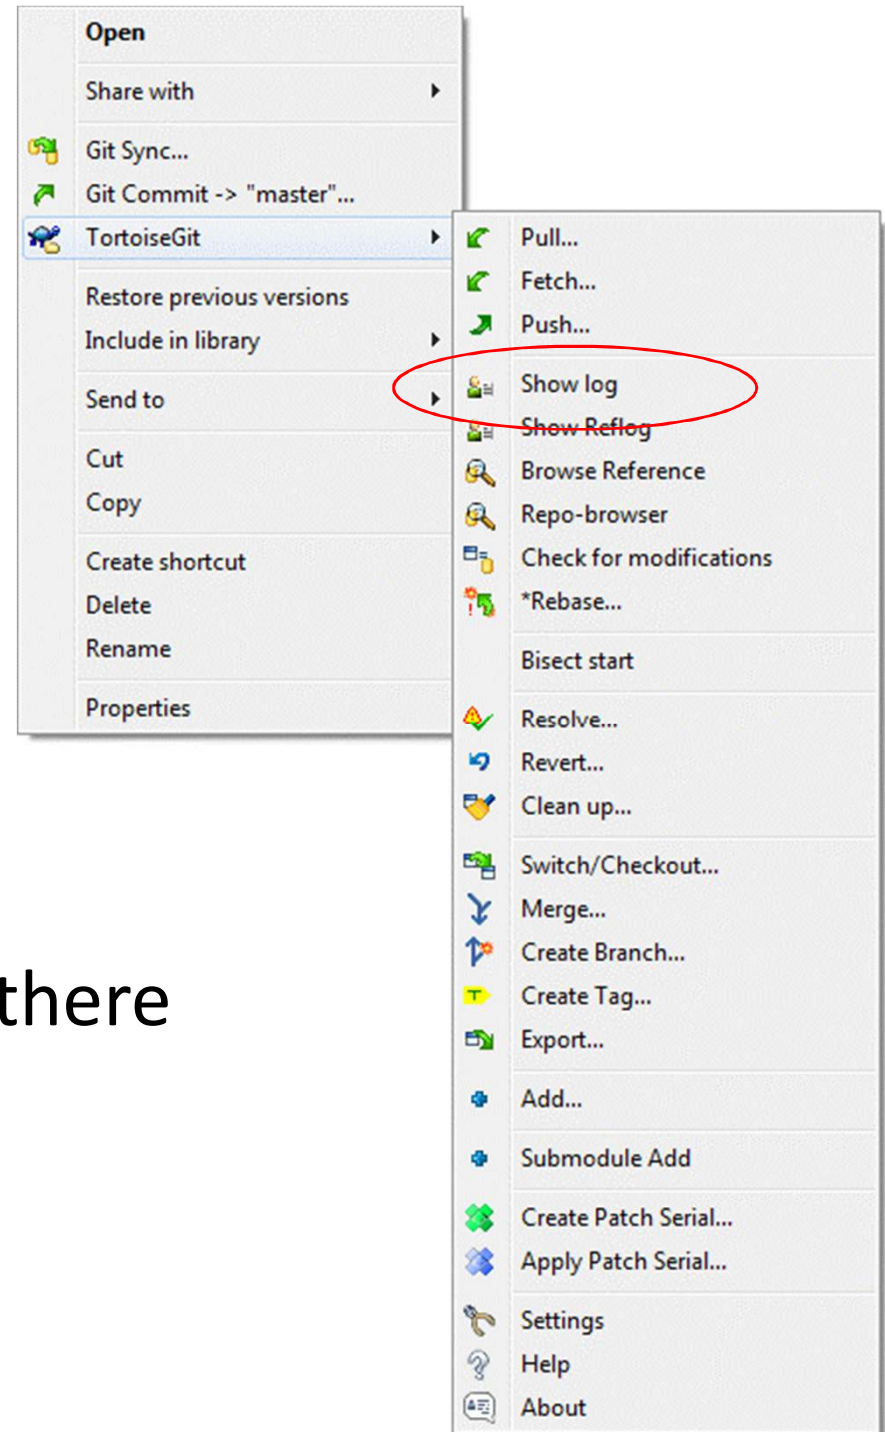 Open
Share with
Git Sync...
Git Commit -> "master"...
TortoiseGit
Restore previous versions
Include in library
Send to
Cut
Copy
Create shortcut
Delete
Rename
Properties
Pull...
Fetch...
Push...
Show log
Show Reflog
Browse Reference
Repo-browser
Check for modifications
*Rebase...
Bisect start
Resolve...
Revert...
Clean up...
Switch/Checkout...
Merge...
Create Branch...
Create Tag...
Export...
Add...
Submodule Add
Create Patch Serial...
Apply Patch Serial...
Settings
Help
About
there